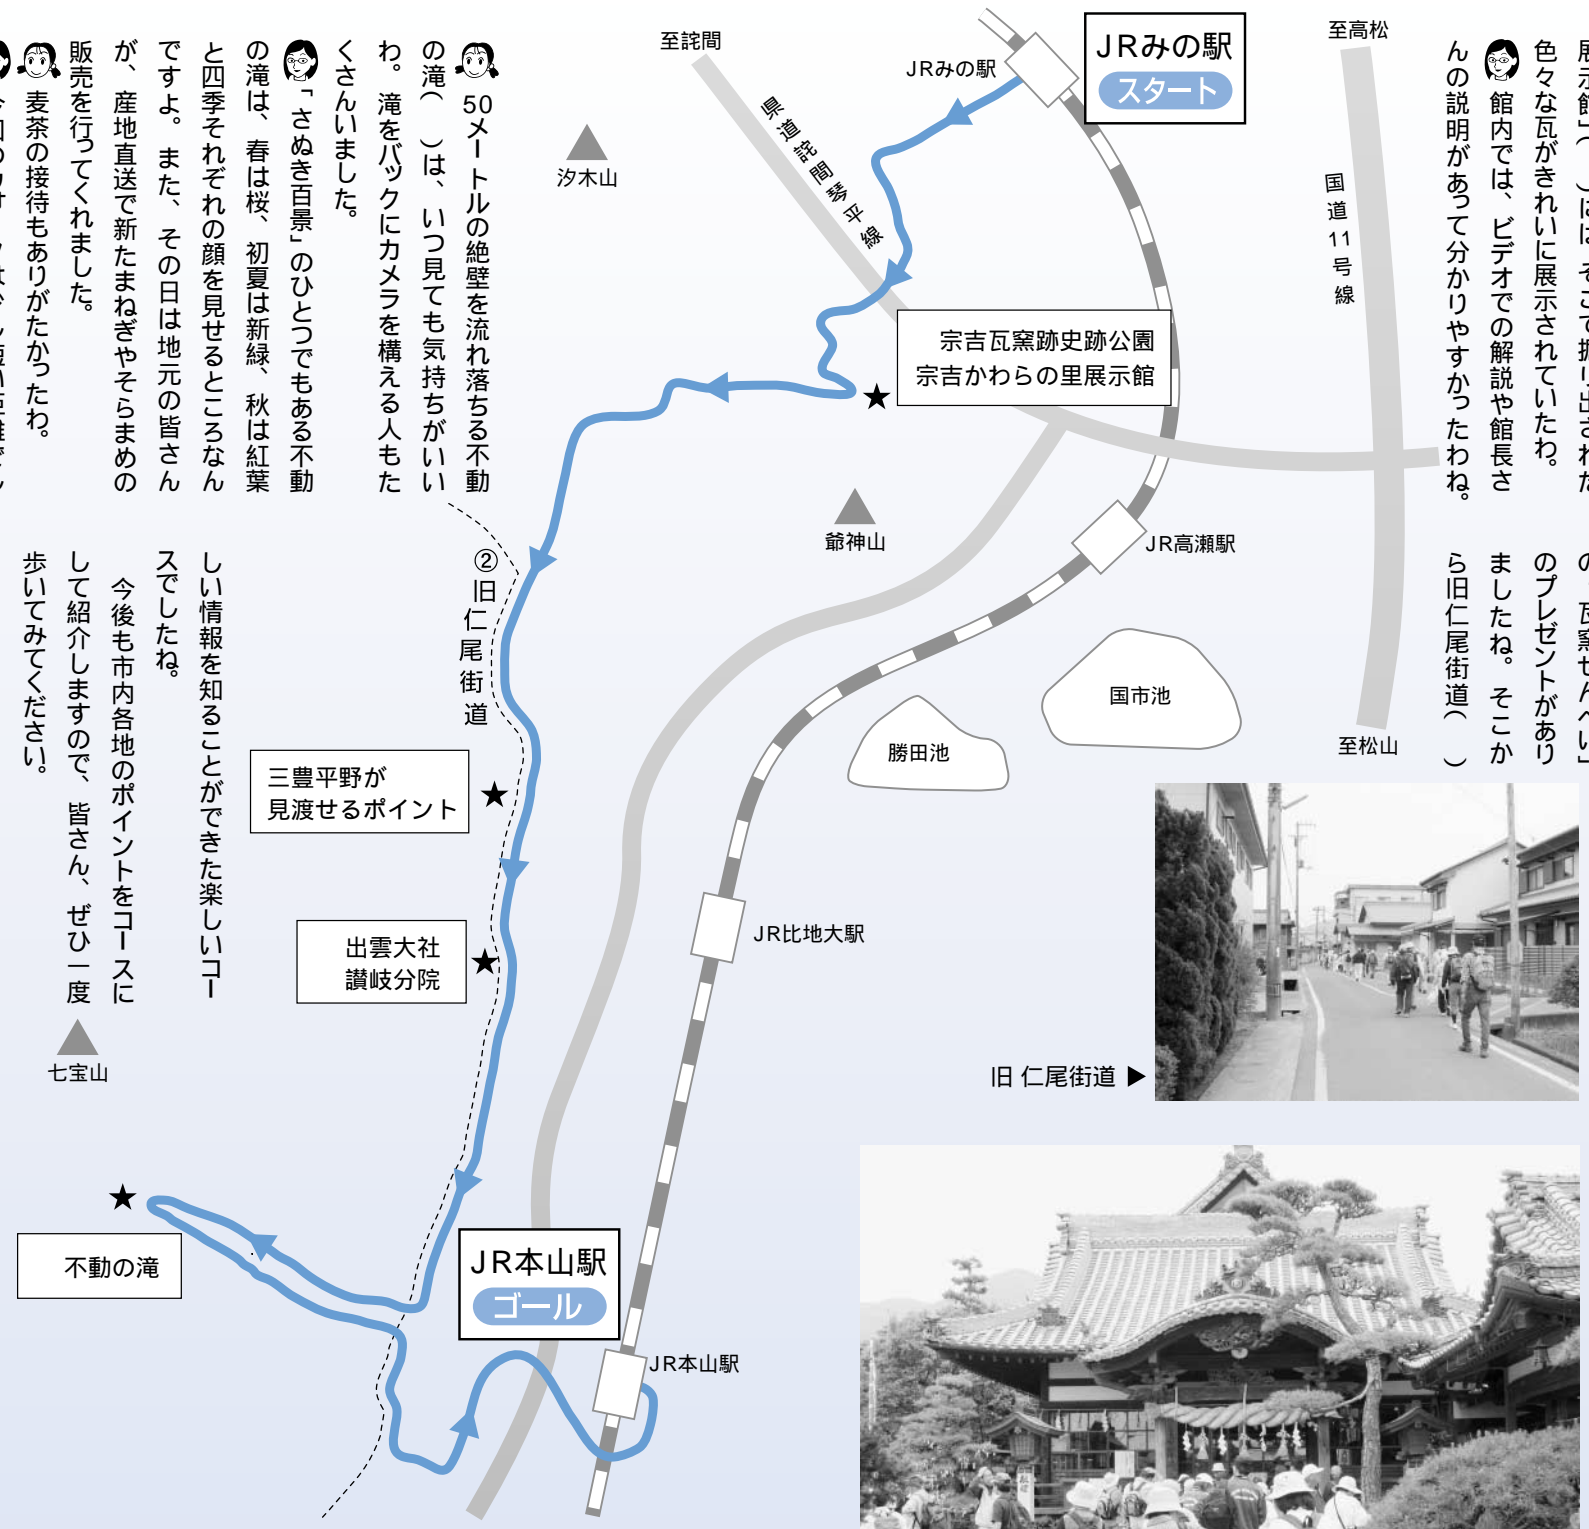 展示館」(　)には、そこで掘り出された
色々な瓦がきれいに展示されていたわ。
館内では、ビデオでの解説や館長さ
んの説明があって分かりやすかったわね。
のプレゼントがあり
ましたね。そこか
ら旧仁尾街道(　)
50メートルの絶壁を流れ落ちる不動
の滝(　)は、いつ見ても気持ちがいい
わ。滝をバックにカメラを構える人もた
くさんいました。
「さぬき百景」のひとつでもある不動
の滝は、春は桜、初夏は新緑、秋は紅葉
と四季それぞれの顔を見せるところなん
ですよ。また、その日は地元の皆さん
が、産地直送で新たまねぎやそらまめの
販売を行ってくれました。
麦茶の接待もありがたかったわ。
しい情報を知ることができた楽しいコー
スでしたね。
今後も市内各地のポイントをコースに
して紹介しますので、皆さん、ぜひ一度
歩いてみてください。
至詫間
JRみの駅
JRみの駅
スタート
至高松
県道詫間琴平線
国道11号線
汐木山
宗吉瓦窯跡史跡公園
宗吉かわらの里展示館
爺神山
JR高瀬駅
②旧仁尾街道
国市池
勝田池
至松山
三豊平野が
見渡せるポイント
出雲大社
讃岐分院
JR比地大駅
七宝山
旧 仁尾街道 ▶
不動の滝
JR本山駅
ゴール
JR本山駅